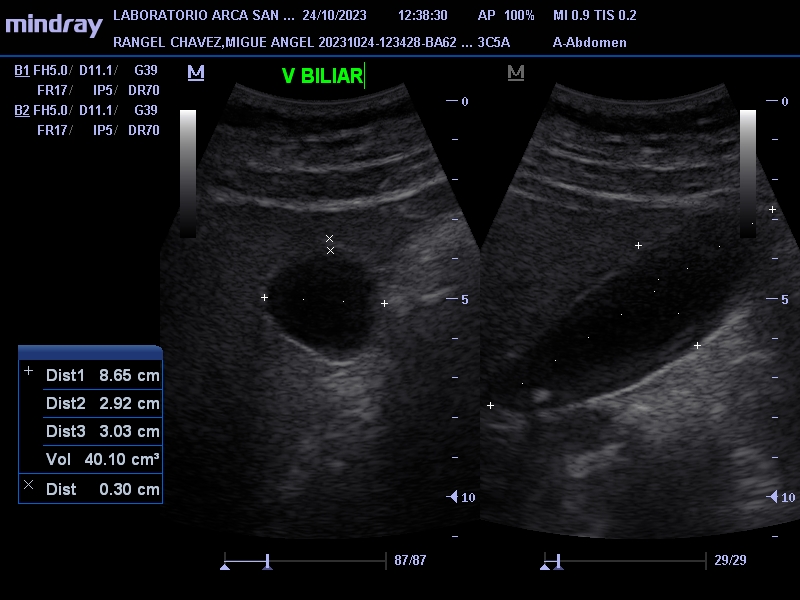 mindray
LABORATORIO ARCA SAN ... 24/10/2023 12:38:30 AP 100% MI 0.9 TIS 0.2
RANGEL CHAVEZ,MIGUE ANGEL 20231024-123428-BA62 ... 3C5A A-Abdomen
B1 FH5.0/ D11.1/ G39
FR17/ IP5/ DR70
B2 FH5.0/ D11.1/ G39
FR17/ IP5/ DR70
M
V BILIAR
M
0
5
10
0
5
10
+ Dist1 8.65 cm
Dist2 2.92 cm
Dist3 3.03 cm
Vol 40.10 cm³
× Dist 0.30 cm
87/87
29/29